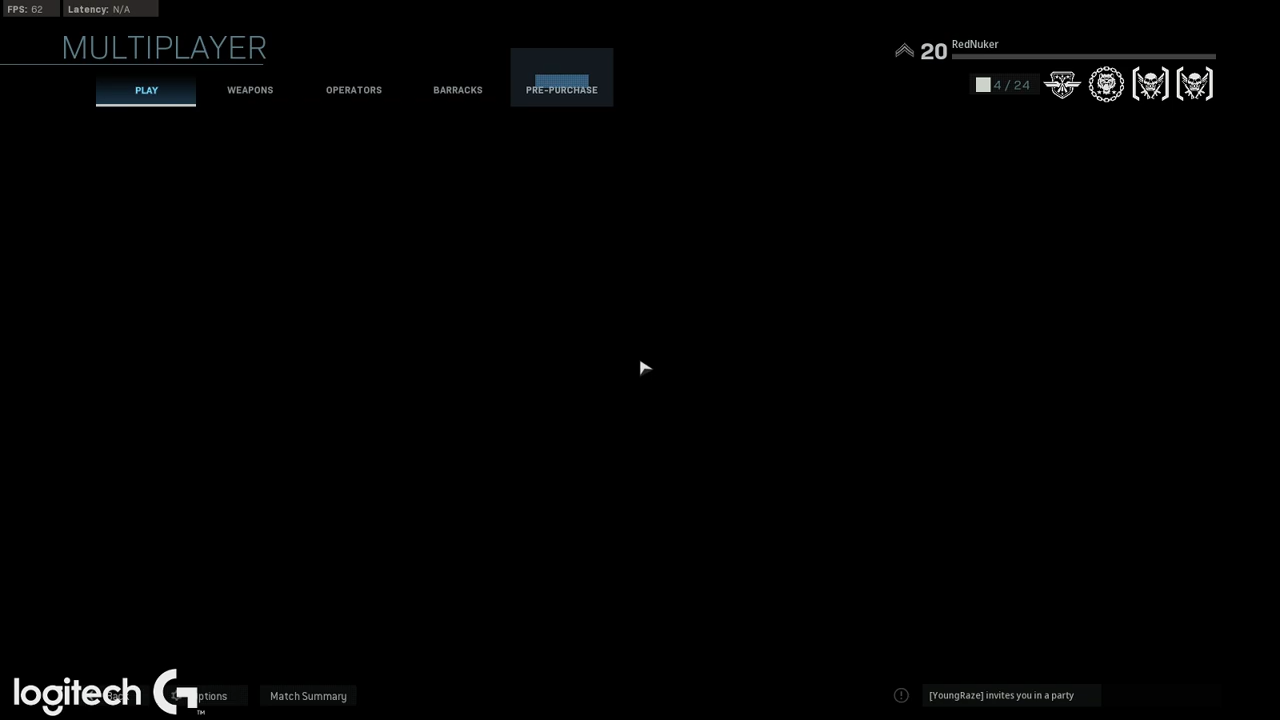 FPS: 62 Latency: N/A
MULTIPLAYER
20 RedNuker
4 / 24
PLAY WEAPONS OPERATORS BARRACKS PRE-PURCHASE
logitech G™
Match Summary
[YoungRaze] invites you in a party